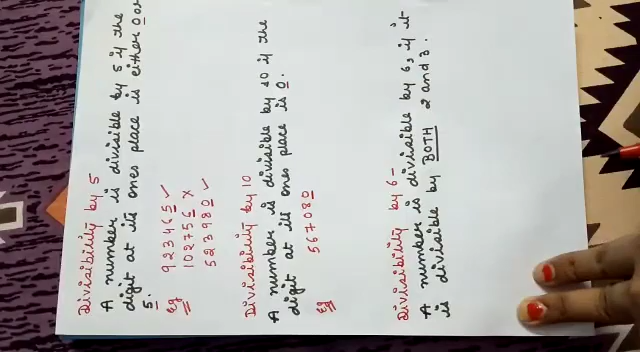 Divisibility by 5
A number is divisible by 5 if the
digit at its ones place is either 0 or
5.
Eg 923465 ✓
102756 ×
523980 ✓
Divisibility by 10
A number is divisible by 10 if the
digit at its ones place is 0.
Eg 567080
Divisibility by 6-
A number is divisible by 6, if it
is divisible by BOTH 2 and 3.